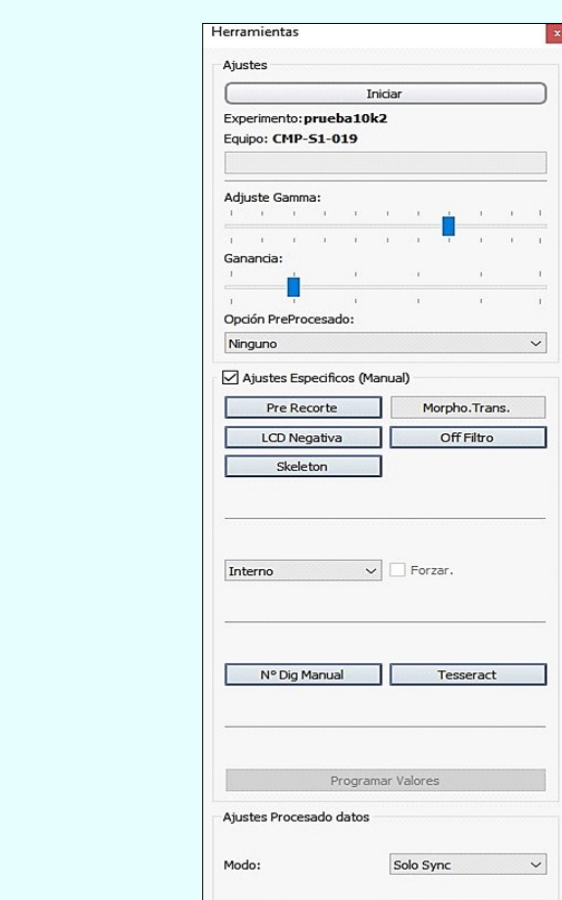 Herramientas
Ajustes
Iniciar
Experimento:prueba10k2
Equipo: CMP-S1-019
Adjuste Gamma:
Ganancia:
Opción PreProcesado:
Ninguno
Ajustes Especificos (Manual)
Pre Recorte Morpho.Trans.
LCD Negativa Off Filtro
Skeleton
Interno Forzar.
Nº Dig Manual Tesseract
Programar Valores
Ajustes Procesado datos
Modo: Solo Sync